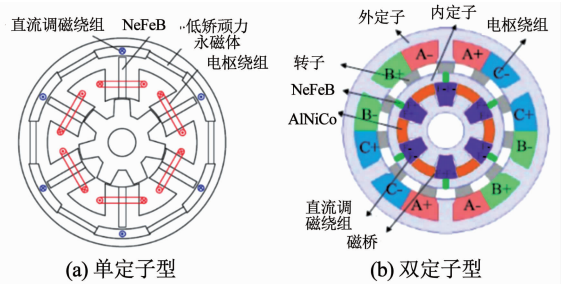 直流调磁绕组
NeFeB
低矫顽力
永磁体
电枢绕组
(a) 单定子型
外定子
内定子
电枢绕组
转子
NeFeB
AlNiCo
直流调
磁绕组
磁桥
A-
A+
B+
C-
B-
B-
C+
C+
C-
B+
A+
A-
(b) 双定子型